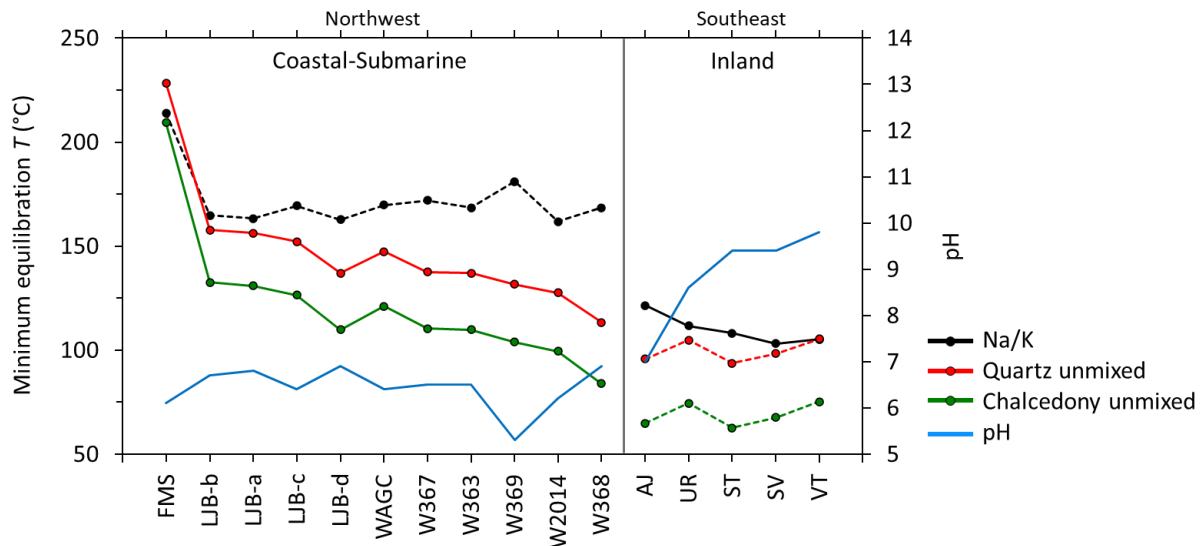 Northwest
Southeast
Coastal-Submarine
Inland
Minimum equilibration T (°C)
250
200
150
100
50
14
13
12
11
10
9
8
7
6
5
pH
FMS
LJB-b
LJB-a
LJB-c
LJB-d
WAGC
W367
W363
W369
W2014
W368
AJ
UR
ST
SV
VT
Na/K
Quartz unmixed
Chalcedony unmixed
pH